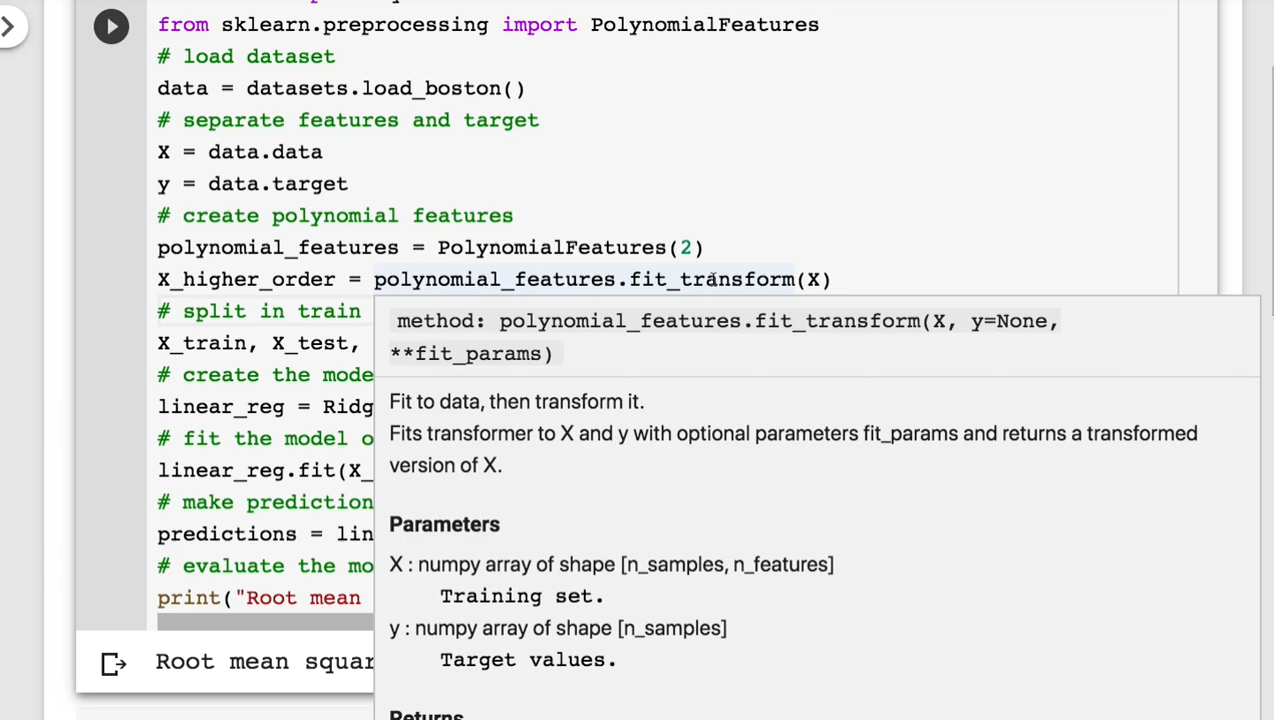 from sklearn.preprocessing import PolynomialFeatures
# load dataset
data = datasets.load_boston()
# separate features and target
X = data.data
y = data.target
# create polynomial features
polynomial_features = PolynomialFeatures(2)
X_higher_order = polynomial_features.fit_transform(X)
# split in train
X_train, X_test,
# create the mode
linear_reg = Ridg
# fit the model o
linear_reg.fit(X_
# make prediction
predictions = lin
# evaluate the mo
print("Root mean
Root mean squar
method: polynomial_features.fit_transform(X, y=None,
**fit_params)
Fit to data, then transform it.
Fits transformer to X and y with optional parameters fit_params and returns a transformed
version of X.
Parameters
X : numpy array of shape [n_samples, n_features]
Training set.
y : numpy array of shape [n_samples]
Target values.
Returns